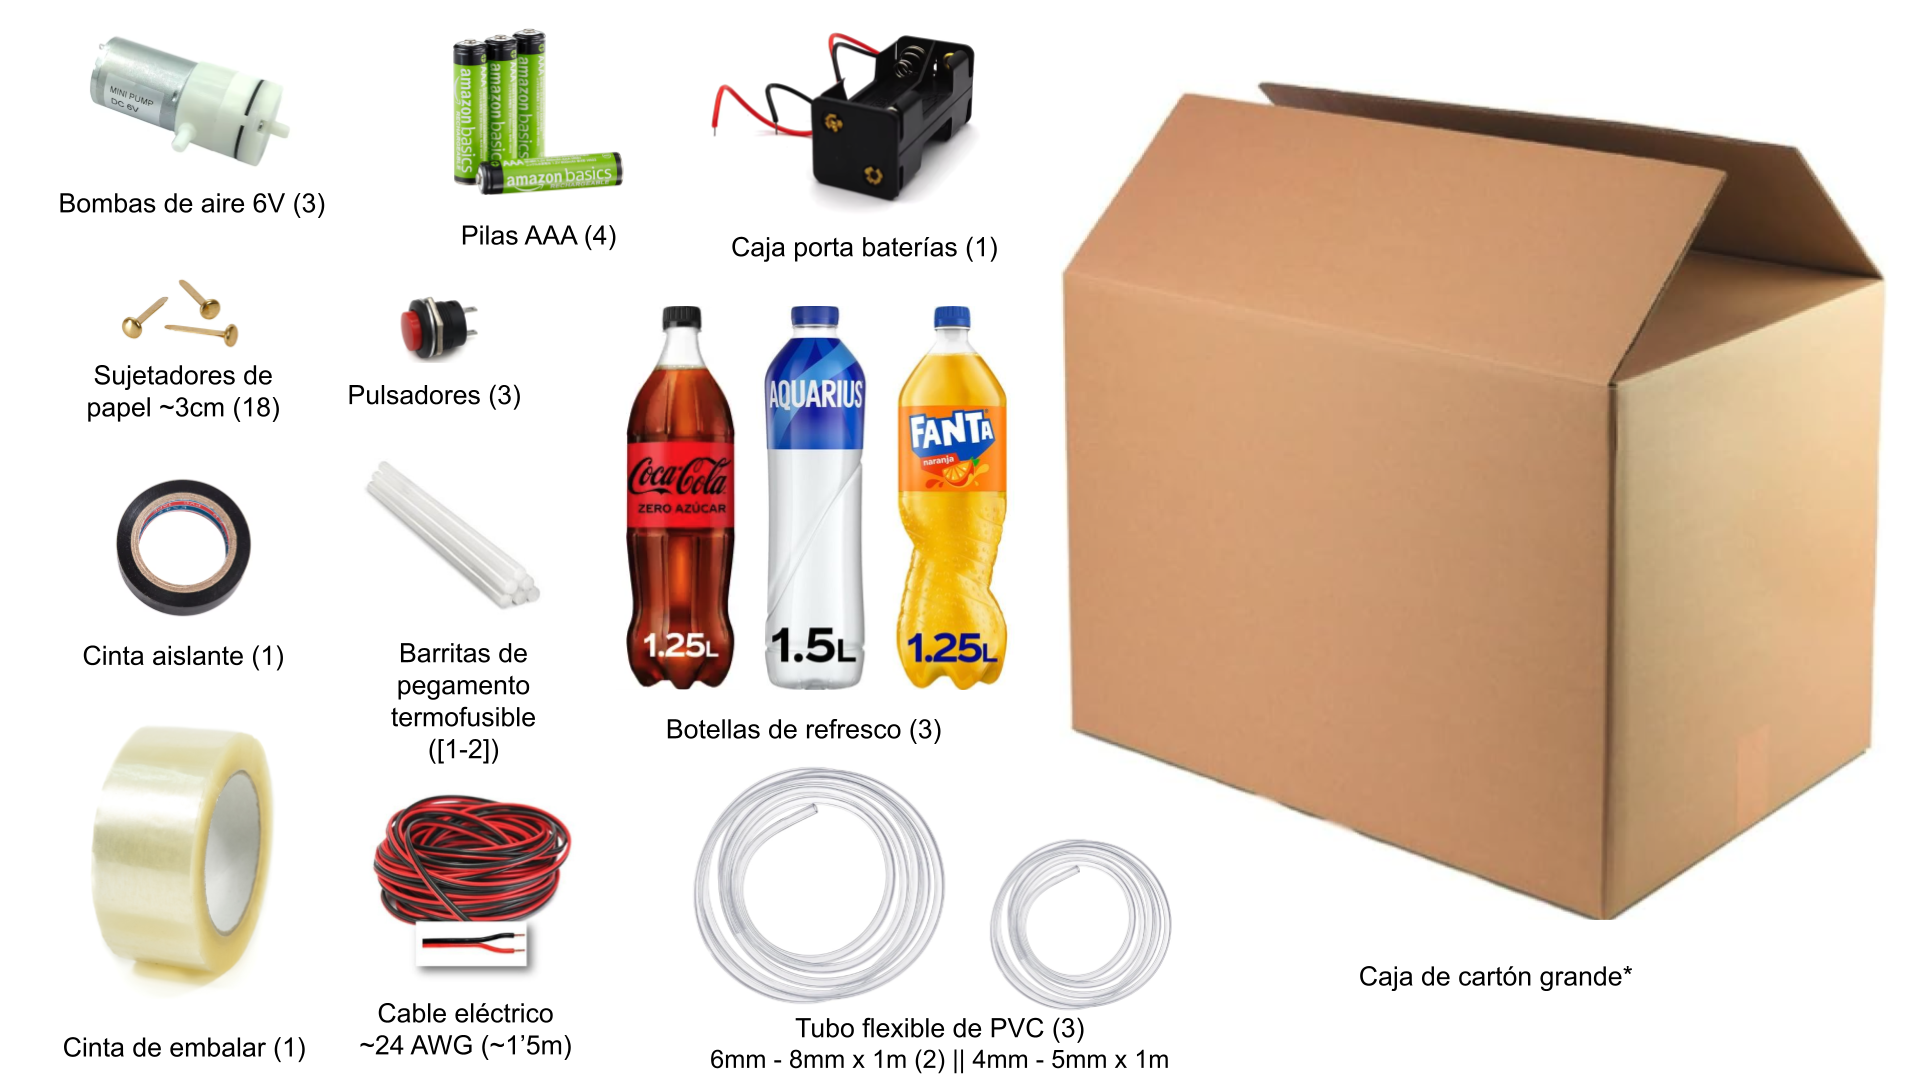 MINI PUMP
DC 6V
Bombas de aire 6V (3)
amazon basics
AAA
amazon basics
AAA
amazon basics
AAA
amazon basics
Pilas AAA (4)
Caja porta baterías (1)
Sujetadores de
papel ~3cm (18)
Pulsadores (3)
Coca-Cola
ZERO AZÚCAR
1.25L
AQUARIUS
1.5L
FANTA
naranja
1.25L
Botellas de refresco (3)
Cinta aislante (1)
Barritas de
pegamento
termofusible
([1-2])
Cinta de embalar (1)
Cable eléctrico
~24 AWG (~1’5m)
Tubo flexible de PVC (3)
6mm - 8mm x 1m (2) || 4mm - 5mm x 1m
Caja de cartón grande*